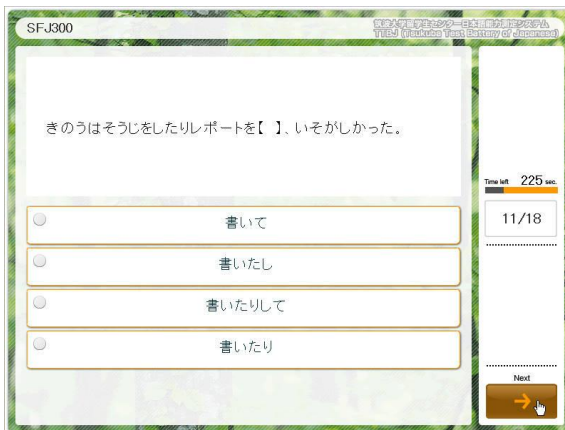 SFJ300
筑波大学留学生センター日本語能力測定システム
TTBJ (Tsukuba Test Battery of Japanese)
きのうはそうじをしたりレポートを【 】、いそがしかった。
Time left 225 sec.
11/18
書いて
書いたし
書いたりして
書いたり
Next